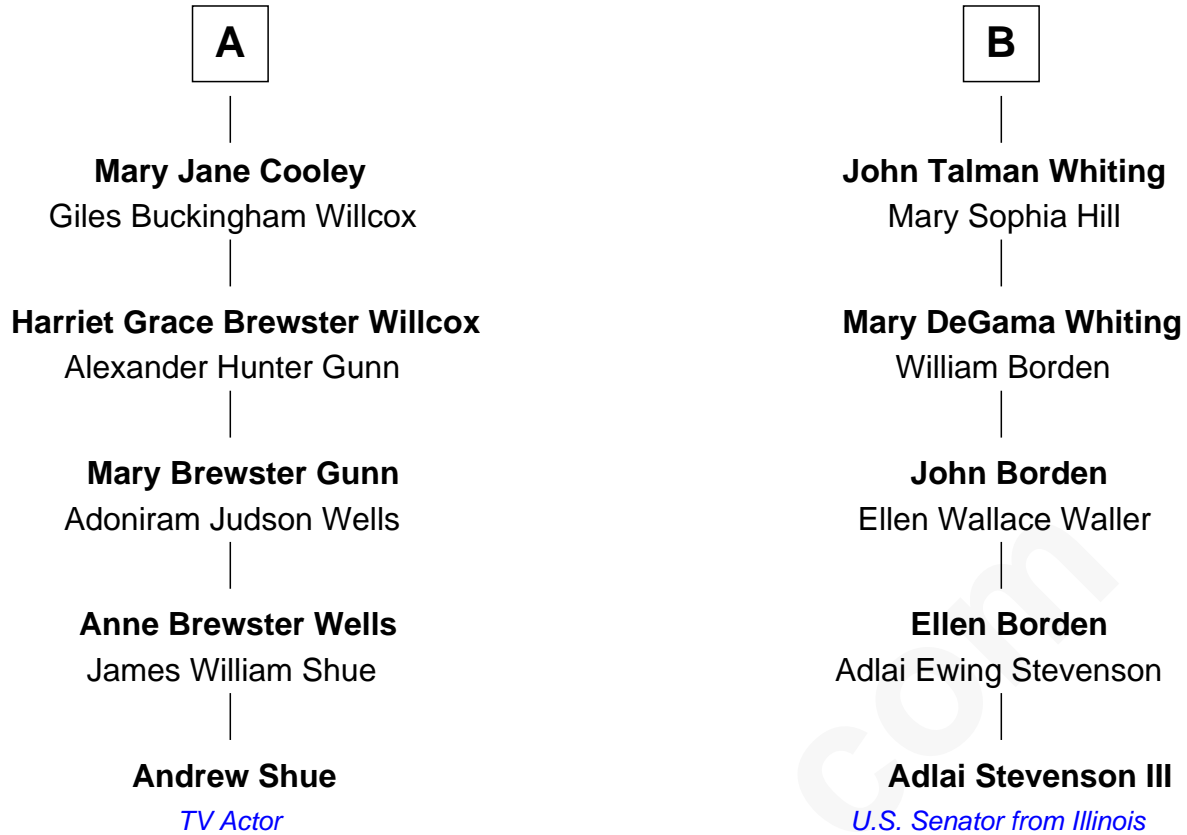 A
Mary Jane Cooley
Giles Buckingham Willcox
Harriet Grace Brewster Willcox
Alexander Hunter Gunn
Mary Brewster Gunn
Adoniram Judson Wells
Anne Brewster Wells
James William Shue
Andrew Shue
TV Actor
B
John Talman Whiting
Mary Sophia Hill
Mary DeGama Whiting
William Borden
John Borden
Ellen Wallace Waller
Ellen Borden
Adlai Ewing Stevenson
Adlai Stevenson III
U.S. Senator from Illinois
com